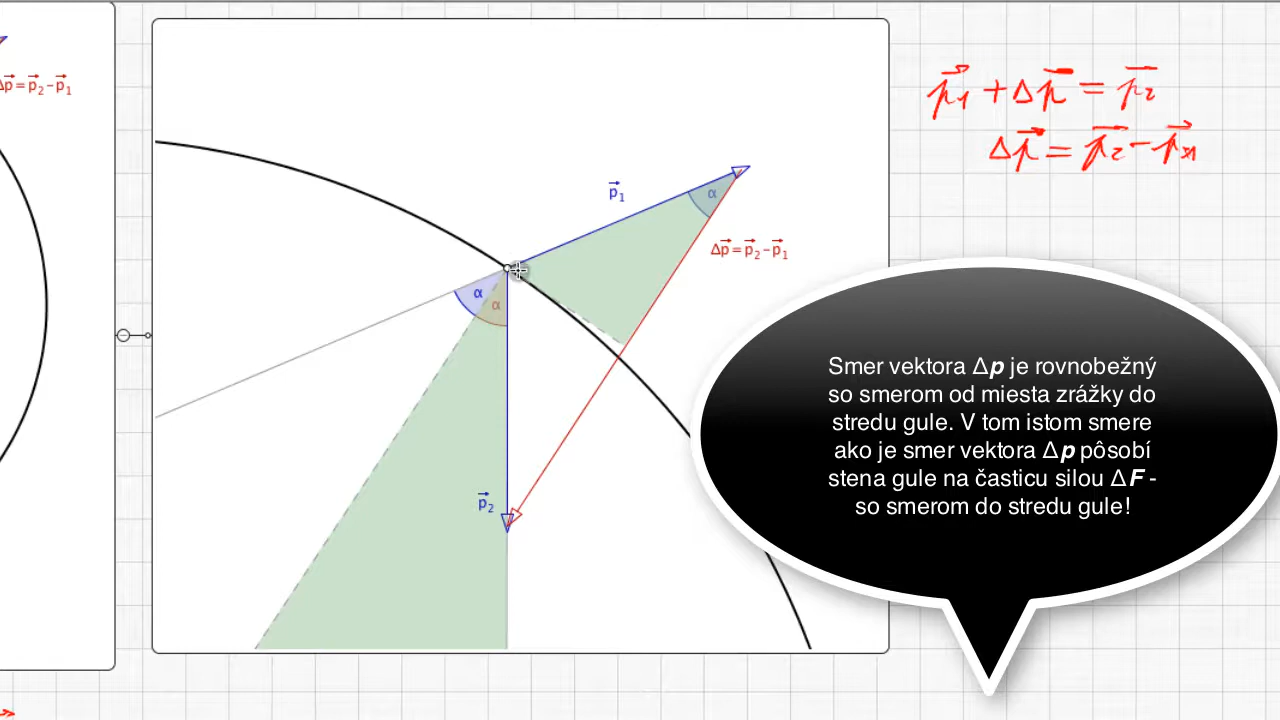 Δp⃗ = p⃗₂ – p⃗₁
p⃗₁ + Δp⃗ = p⃗₂
Δp⃗ = p⃗₂ – p⃗₁
p⃗₁
α
Δp⃗ = p⃗₂ – p⃗₁
α
α
p⃗₂
Smer vektora Δp je rovnobežný
so smerom od miesta zrážky do
stredu gule. V tom istom smere
ako je smer vektora Δp pôsobí
stena gule na časticu silou ΔF -
so smerom do stredu gule!